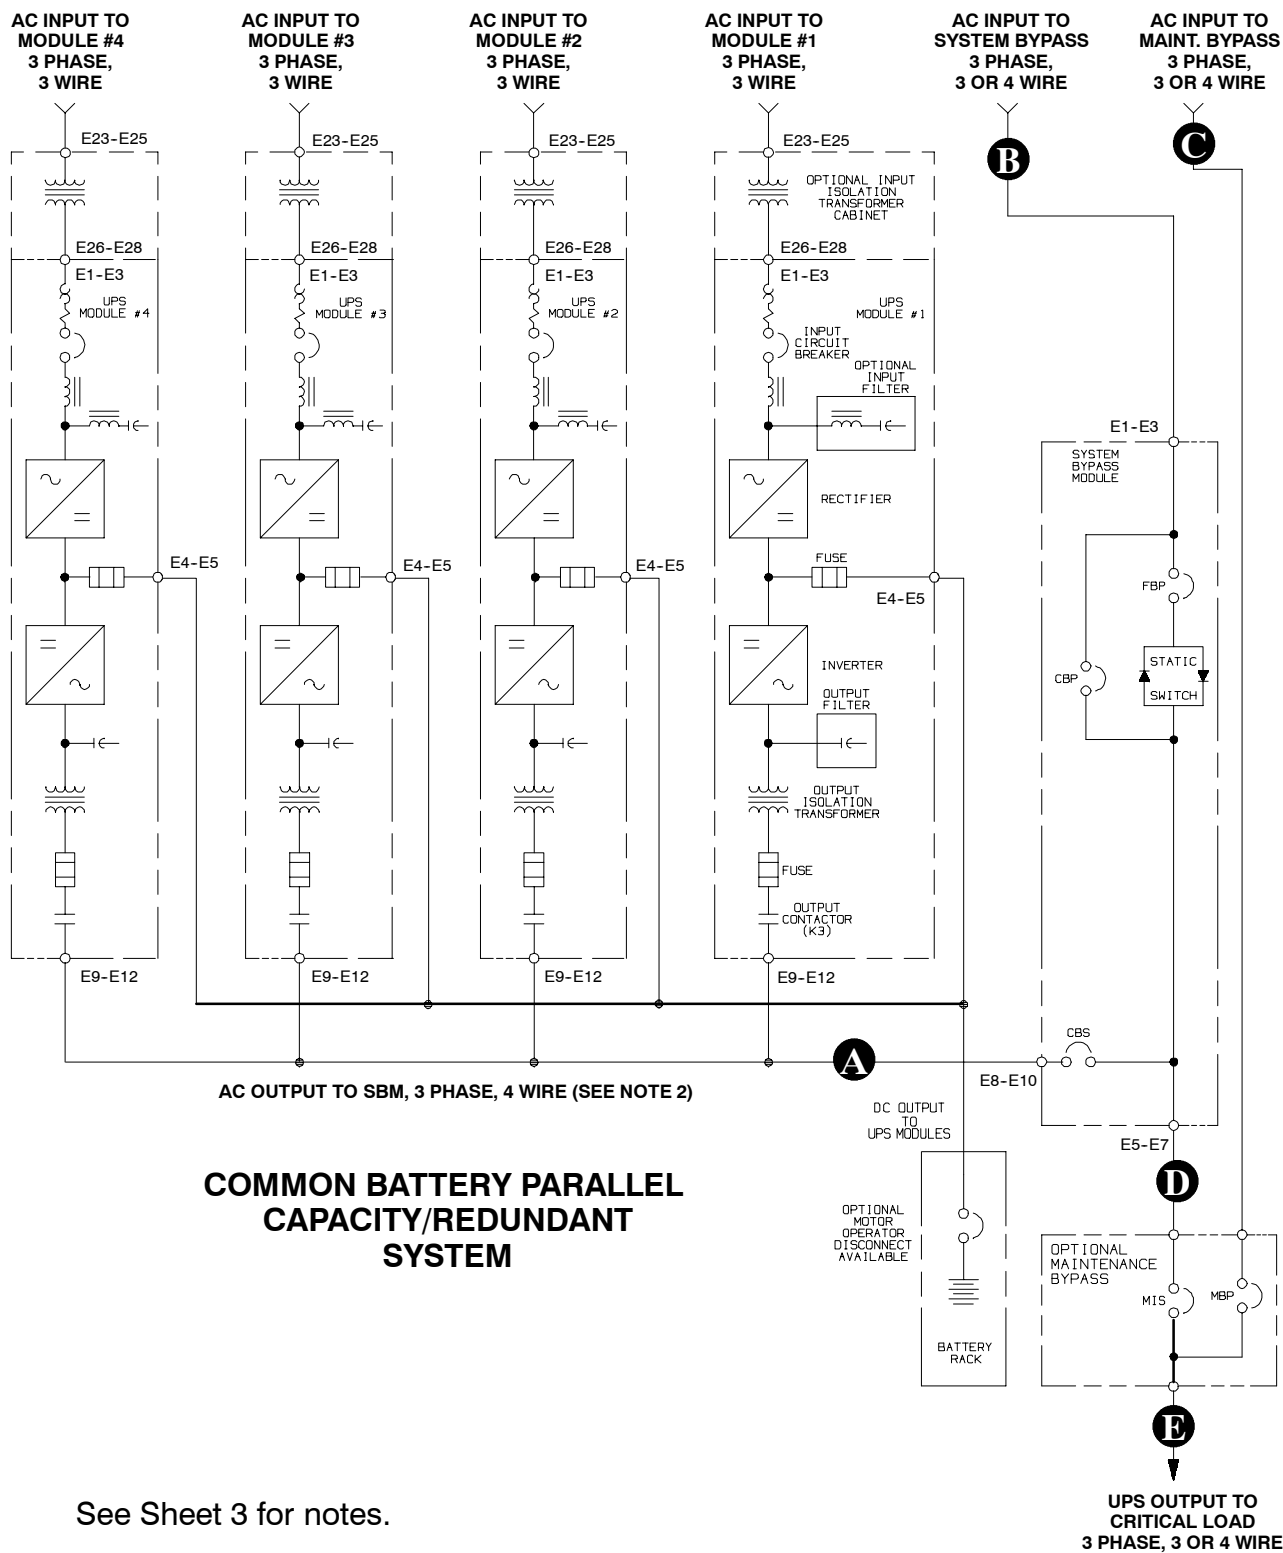 AC INPUT TO
MODULE #4
3 PHASE,
3 WIRE
AC INPUT TO
MODULE #3
3 PHASE,
3 WIRE
AC INPUT TO
MODULE #2
3 PHASE,
3 WIRE
AC INPUT TO
MODULE #1
3 PHASE,
3 WIRE
AC INPUT TO
SYSTEM BYPASS
3 PHASE,
3 OR 4 WIRE
AC INPUT TO
MAINT. BYPASS
3 PHASE,
3 OR 4 WIRE
B
C
E23-E25
E23-E25
E23-E25
E23-E25
OPTIONAL INPUT
ISOLATION
TRANSFORMER
CABINET
E26-E28
E26-E28
E26-E28
E26-E28
E1-E3
E1-E3
E1-E3
E1-E3
UPS
MODULE #4
UPS
MODULE #3
UPS
MODULE #2
UPS
MODULE #1
INPUT
CIRCUIT
BREAKER
OPTIONAL
INPUT
FILTER
E1-E3
SYSTEM
BYPASS
MODULE
RECTIFIER
E4-E5
E4-E5
E4-E5
FUSE
E4-E5
FBP
INVERTER
OUTPUT
FILTER
CBP
STATIC
SWITCH
OUTPUT
ISOLATION
TRANSFORMER
FUSE
OUTPUT
CONTACTOR
(K3)
E9-E12
E9-E12
E9-E12
E9-E12
A
CBS
E8-E10
AC OUTPUT TO SBM, 3 PHASE, 4 WIRE (SEE NOTE 2)
DC OUTPUT
TO
UPS MODULES
E5-E7
D
COMMON BATTERY PARALLEL
CAPACITY/REDUNDANT
SYSTEM
OPTIONAL
MOTOR
OPERATOR
DISCONNECT
AVAILABLE
BATTERY
RACK
OPTIONAL
MAINTENANCE
BYPASS
MIS
MBP
E
See Sheet 3 for notes.
UPS OUTPUT TO
CRITICAL LOAD
3 PHASE, 3 OR 4 WIRE